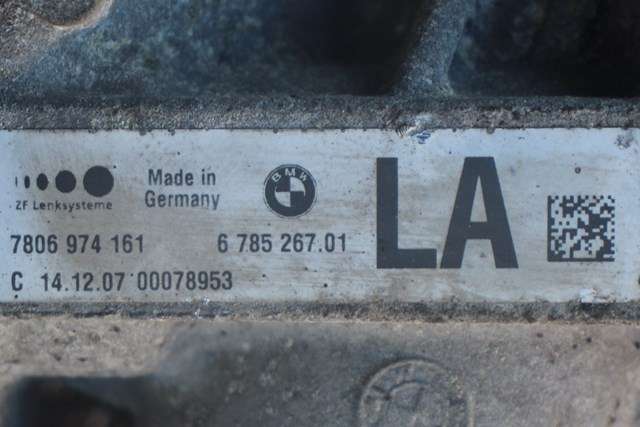 ZF Lenksysteme
Made in
Germany
BMW
7806 974 161
6 785 267.01
LA
C 14.12.07 00078953